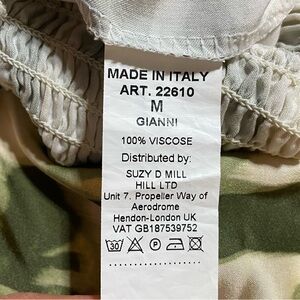 MADE IN ITALY
ART. 22610
M
GIANNI
100% VISCOSE
Distributed by:
SUZY D MILL
HILL LTD
Unit 7. Propeller Way of
Aerodrome
Hendon-London UK
VAT GB187539752
30